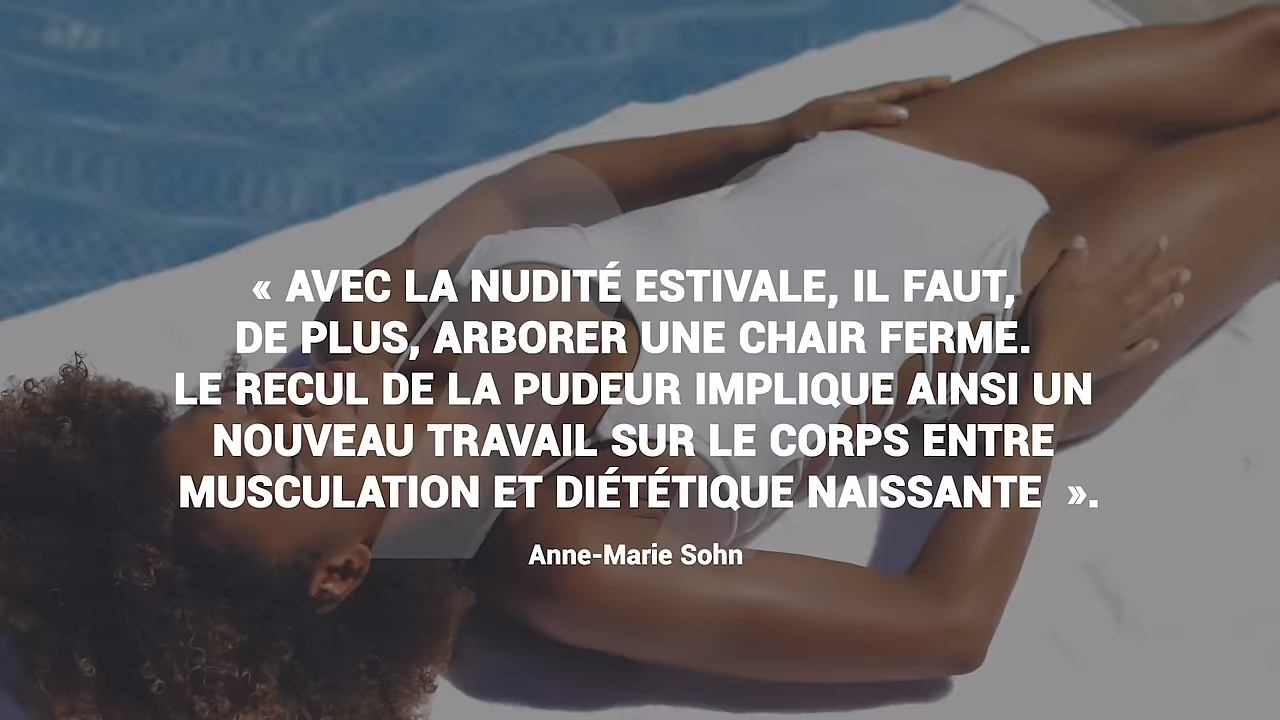 « AVEC LA NUDITÉ ESTIVALE, IL FAUT,
DE PLUS, ARBORER UNE CHAIR FERME.
LE RECUL DE LA PUDEUR IMPLIQUE AINSI UN
NOUVEAU TRAVAIL SUR LE CORPS ENTRE
MUSCULATION ET DIÉTÉTIQUE NAISSANTE  ».
Anne-Marie Sohn